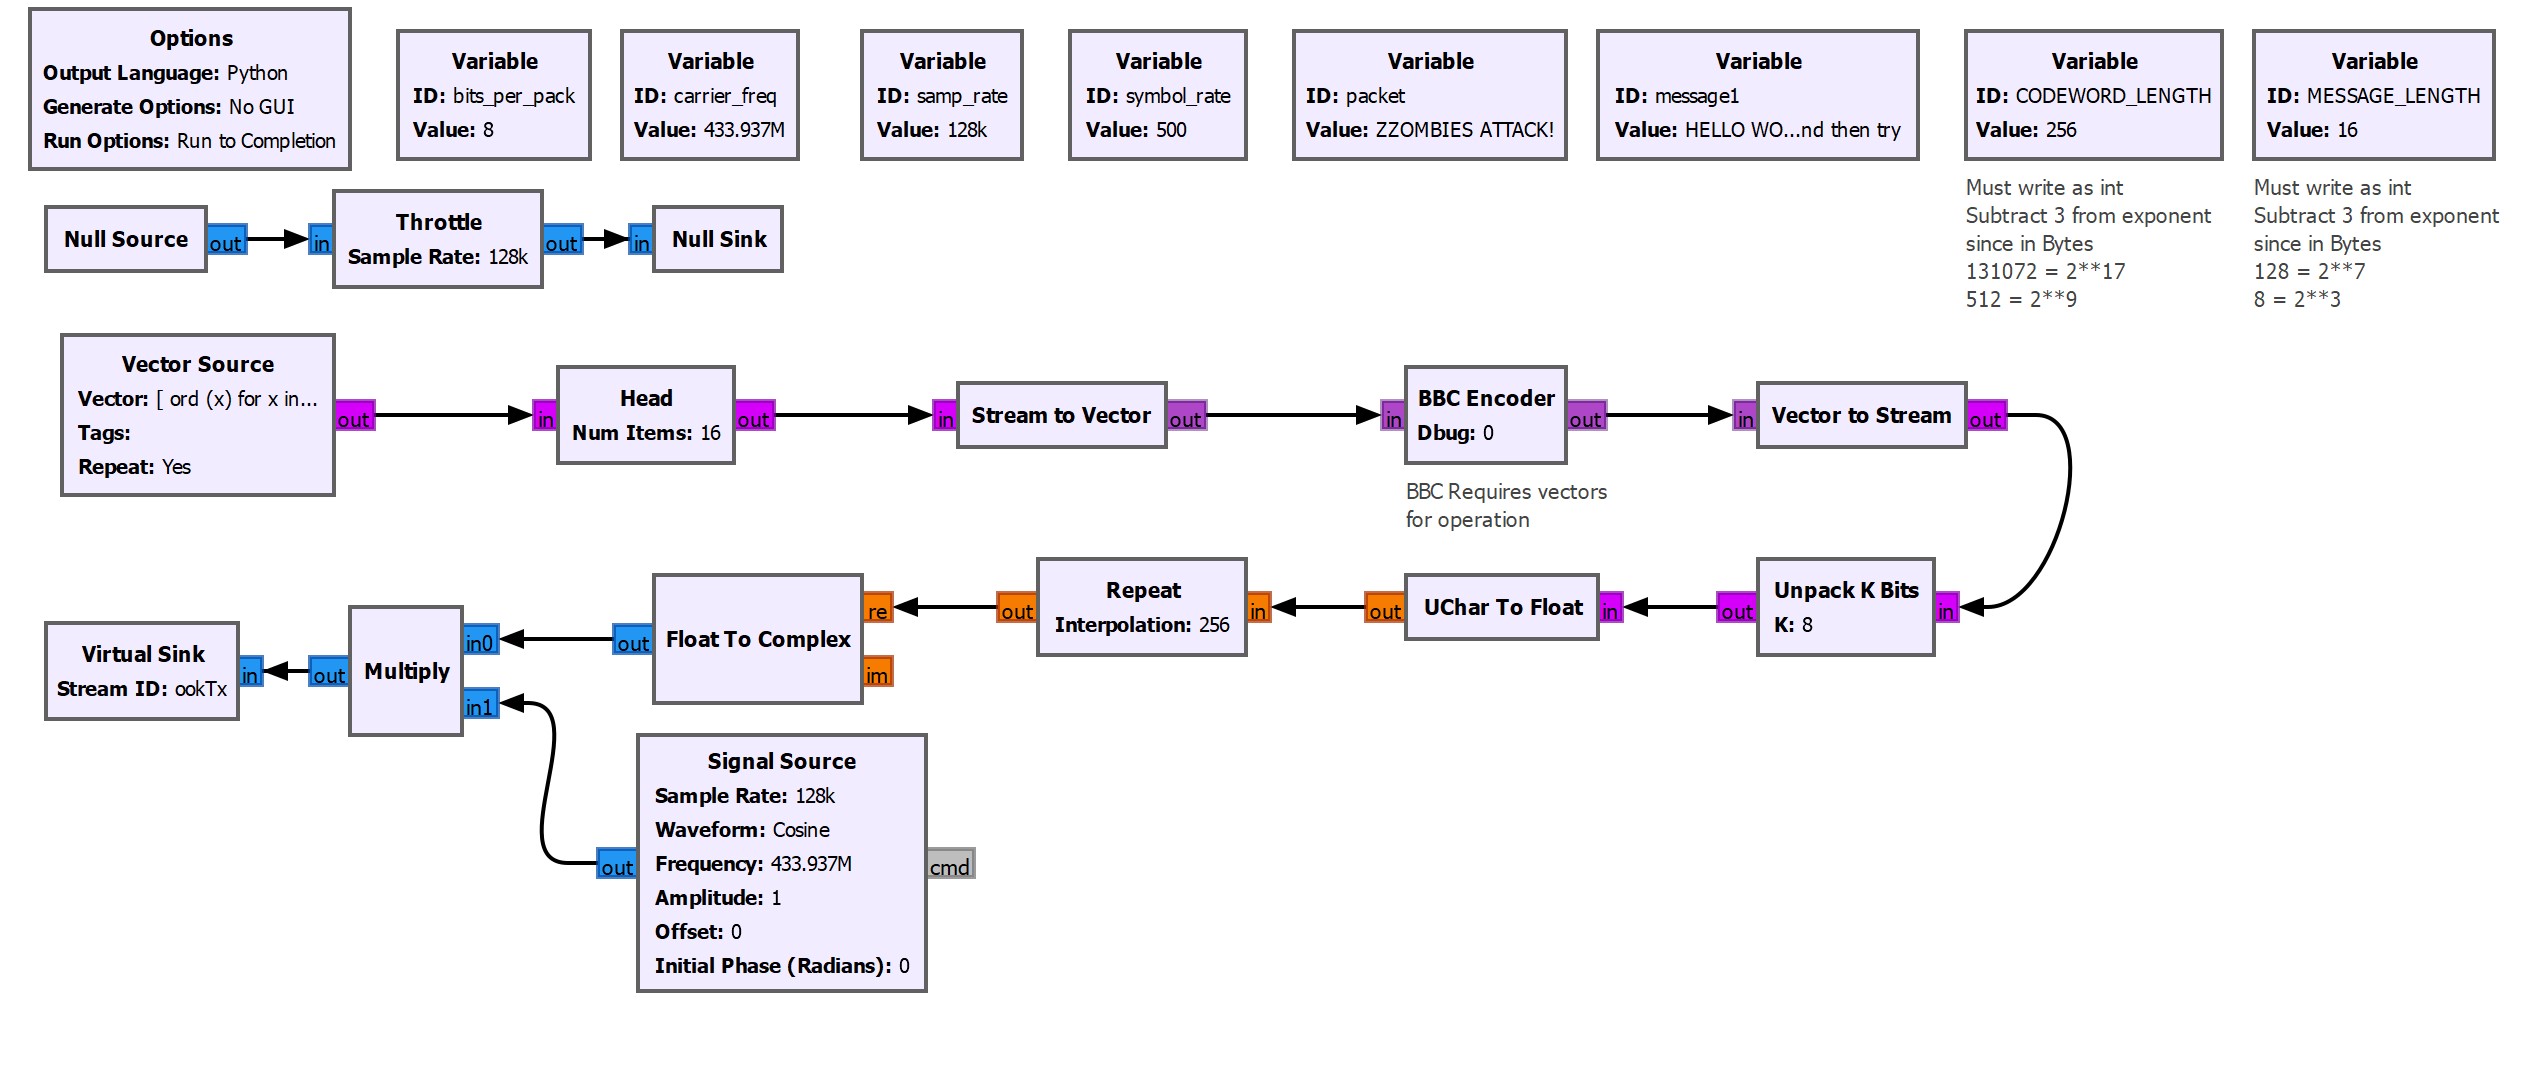 Options
Output Language: Python
Generate Options: No GUI
Run Options: Run to Completion
Variable
ID: bits_per_pack
Value: 8
Variable
ID: carrier_freq
Value: 433.937M
Variable
ID: samp_rate
Value: 128k
Variable
ID: symbol_rate
Value: 500
Variable
ID: packet
Value: ZZOMBIES ATTACK!
Variable
ID: message1
Value: HELLO WO...nd then try
Variable
ID: CODEWORD_LENGTH
Value: 256
Must write as int
Subtract 3 from exponent
since in Bytes
131072 = 2**17
512 = 2**9
Variable
ID: MESSAGE_LENGTH
Value: 16
Must write as int
Subtract 3 from exponent
since in Bytes
128 = 2**7
8 = 2**3
Null Source
out
in
Throttle
Sample Rate: 128k
out
in
Null Sink
Vector Source
Vector: [ ord (x) for x in...
Tags:
Repeat: Yes
out
in
Head
Num Items: 16
out
in
Stream to Vector
out
in
BBC Encoder
Dbug: 0
out
BBC Requires vectors
for operation
in
Vector to Stream
out
Virtual Sink
Stream ID: ookTx
in
out
Multiply
in0
in1
out
Float To Complex
re
im
out
Repeat
Interpolation: 256
in
out
UChar To Float
in
out
Unpack K Bits
K: 8
in
Signal Source
Sample Rate: 128k
Waveform: Cosine
Frequency: 433.937M
Amplitude: 1
Offset: 0
Initial Phase (Radians): 0
out
cmd